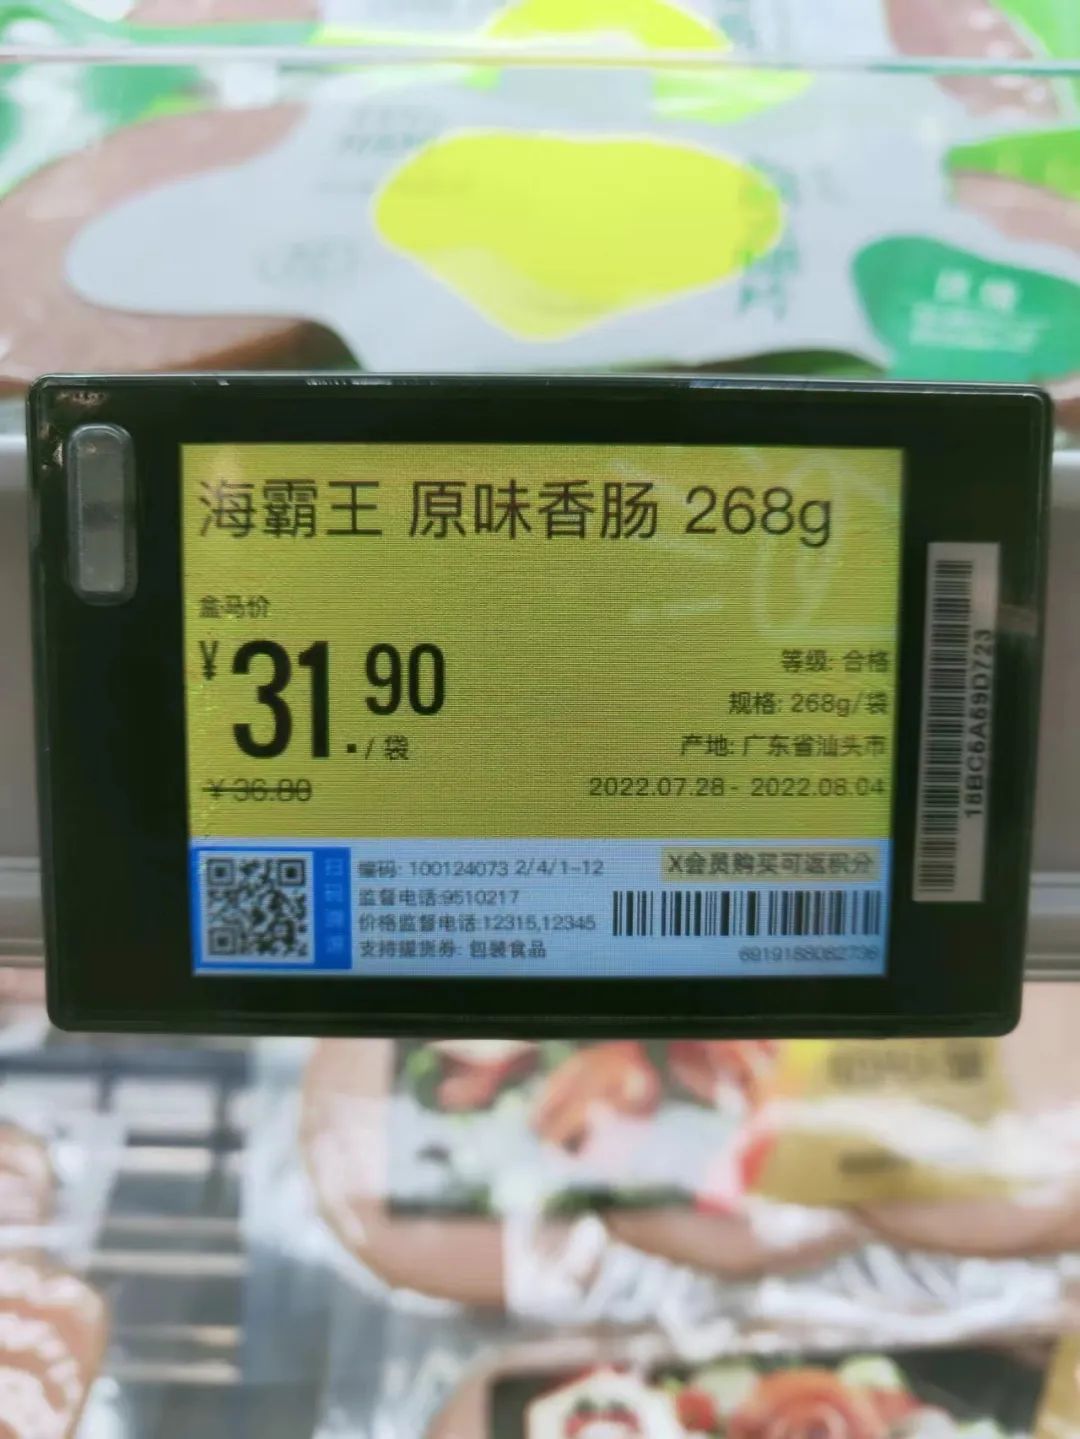 海霸王 原味香肠 268g
盒马价
¥31.90/袋
¥36.80
等级: 合格
规格: 268g/袋
产地: 广东省汕头市
2022.07.28- 2022.08.04
编码: 100124073 2/4/1-12
监督电话:9510217
价格监督电话:12315,12345
支持提货券: 包装食品
X会员购买可返积分
6919188082736
18BC6A69D723